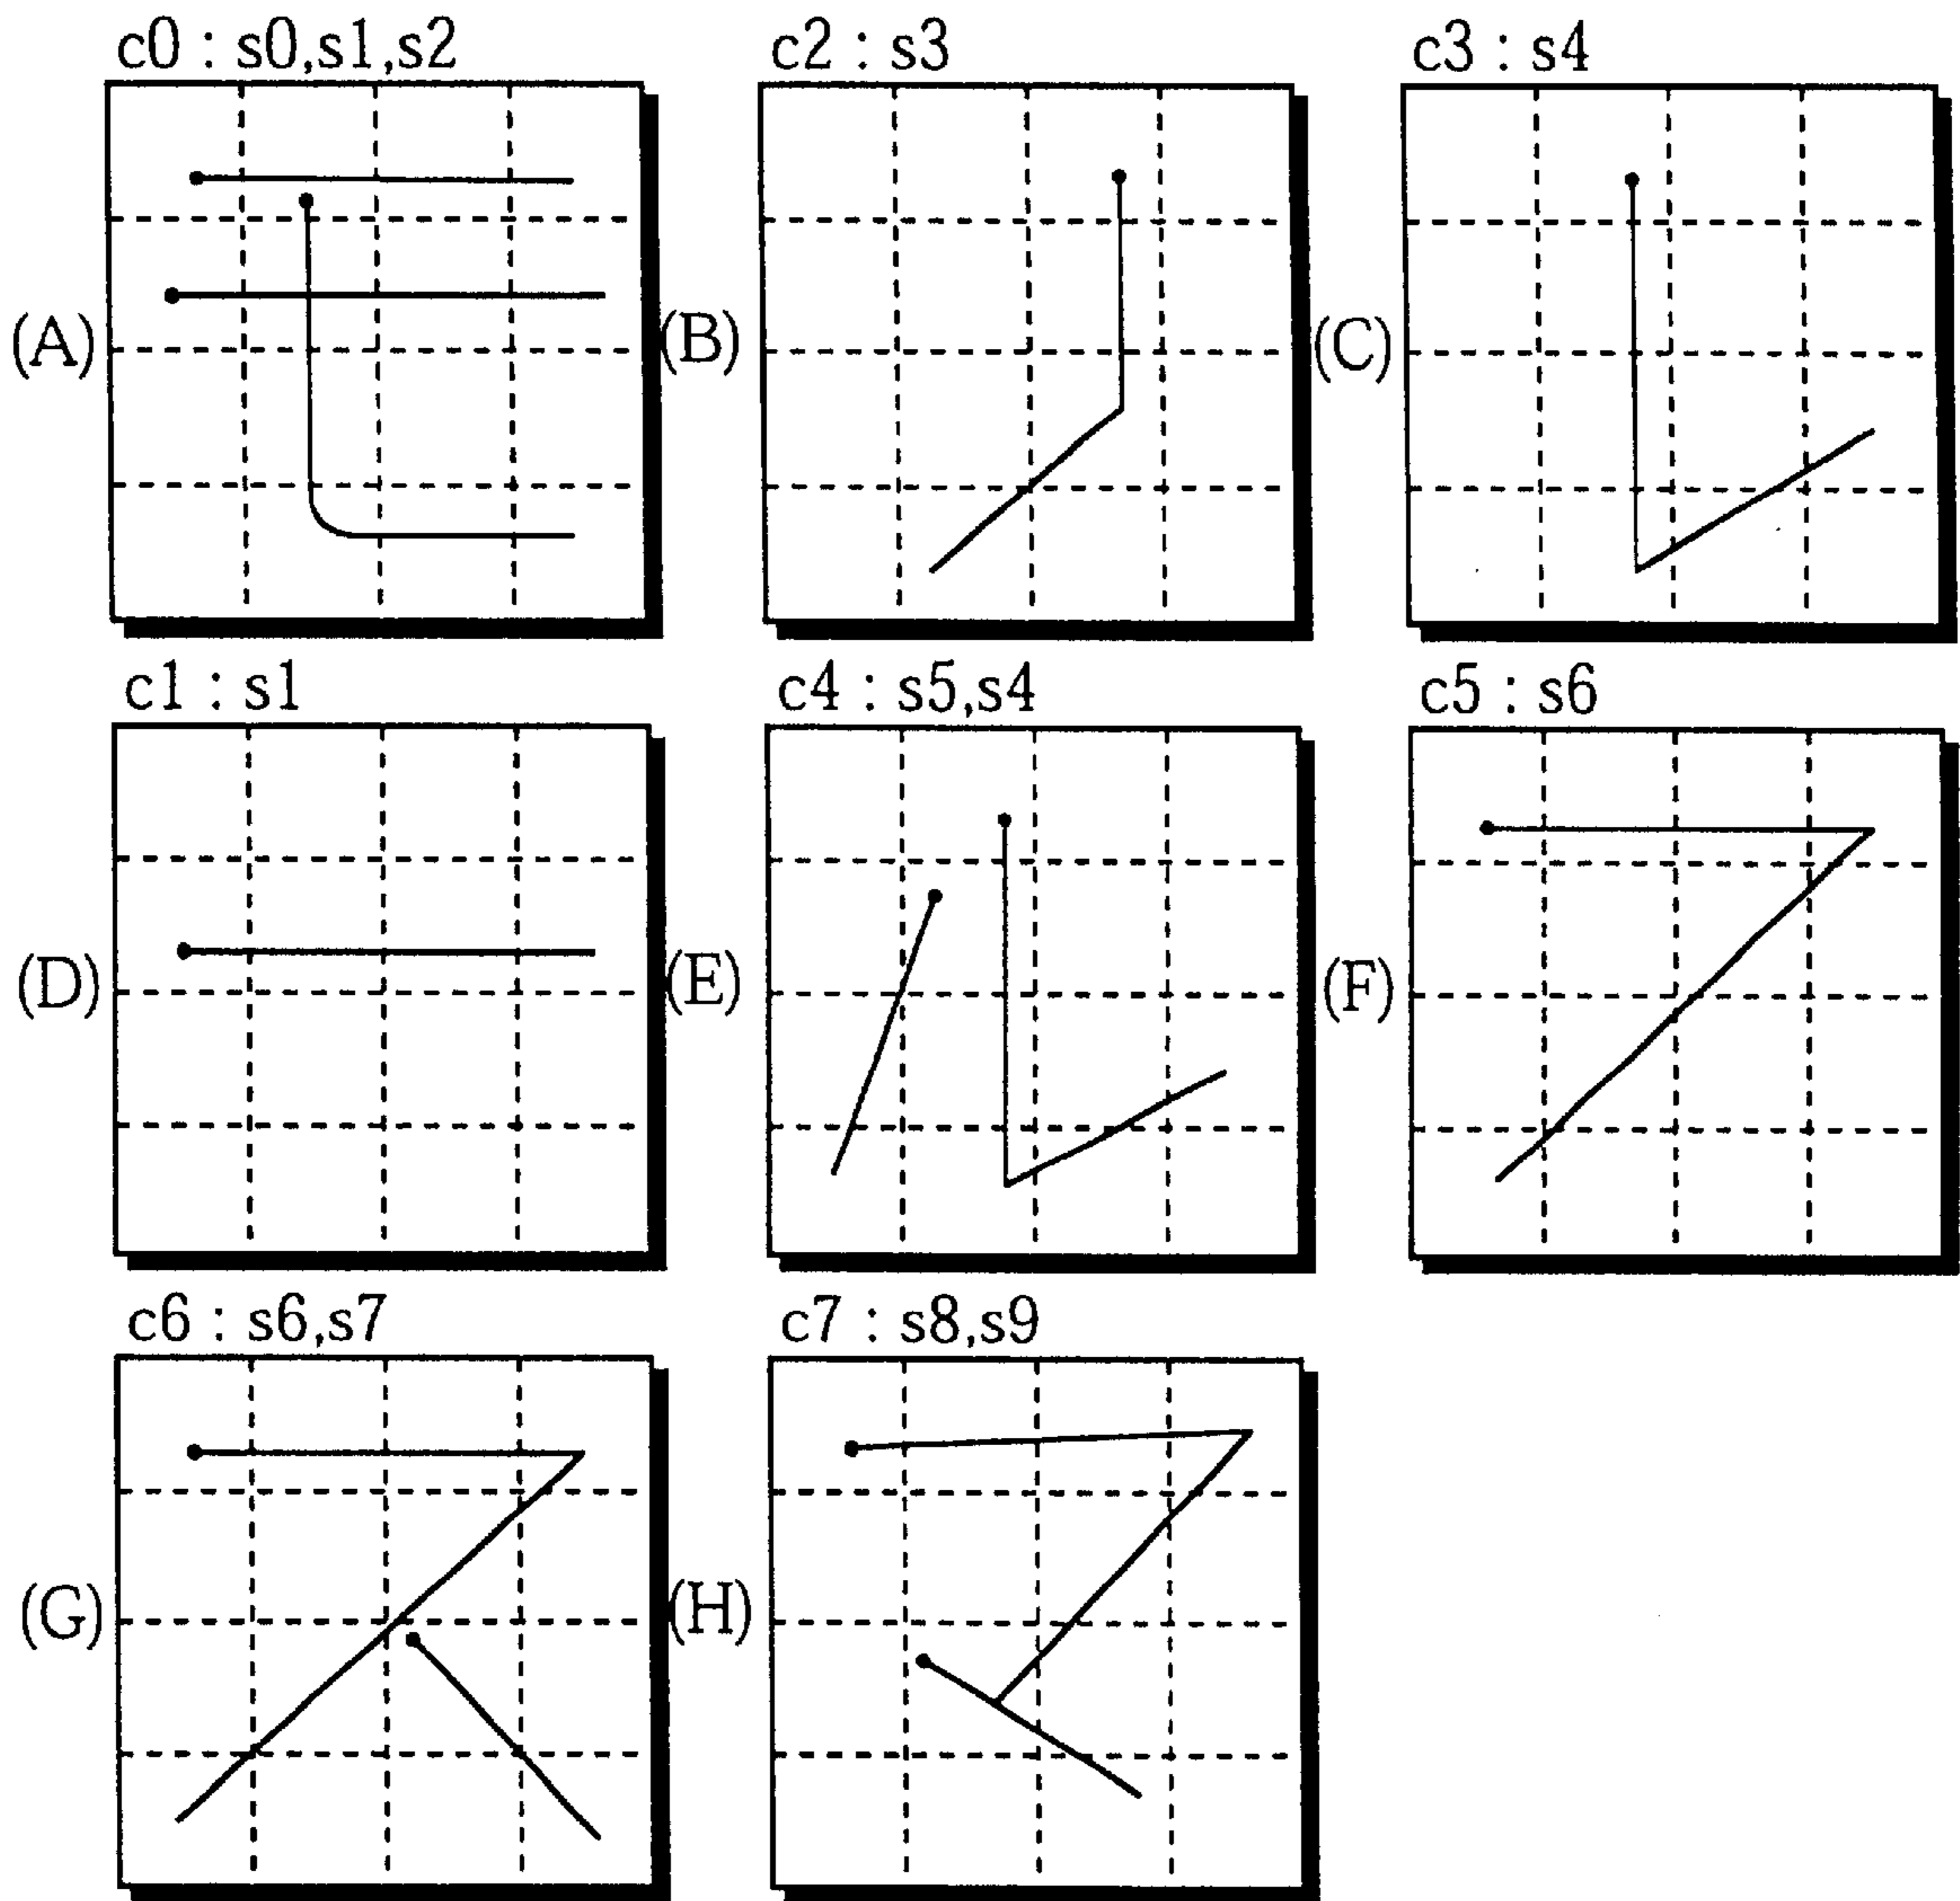 c0 : s0,s1,s2
c2 : s3
c3 : s4
(A)
(B)
(C)
c1 : s1
c4 : s5,s4
c5 : s6
(D)
(E)
(F)
c6 : s6,s7
c7 : s8,s9
(G)
(H)